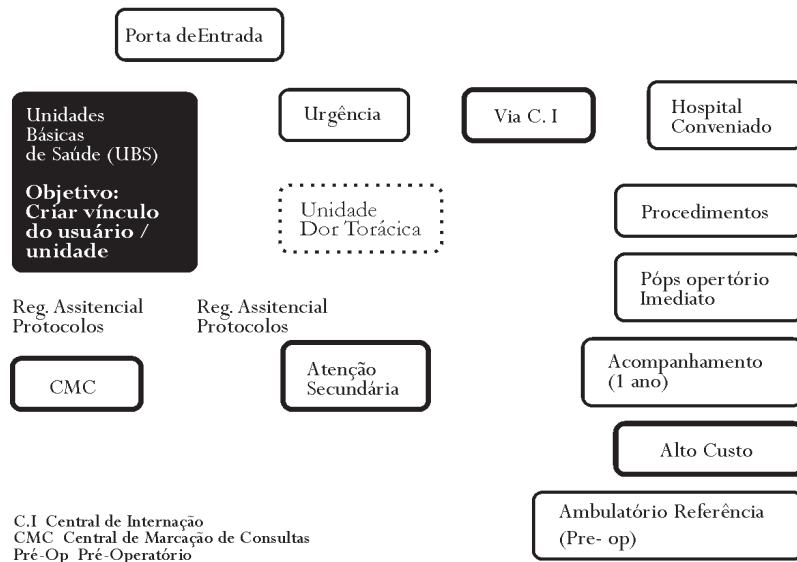 Porta deEntrada
Unidades
Básicas
de Saúde (UBS)
Objetivo:
Criar vínculo
do usuário /
unidade
Urgência
Via C. I
Hospital
Conveniado
Unidade
Dor Torácica
Procedimentos
Póps opertório
Imediato
Reg. Assitencial
Protocolos
Reg. Assitencial
Protocolos
CMC
Atenção
Secundária
Acompanhamento
(1 ano)
Alto Custo
Ambulatório Referência
(Pre- op)
C.I Central de Internação
CMC Central de Marcação de Consultas
Pré-Op Pré-Operatório